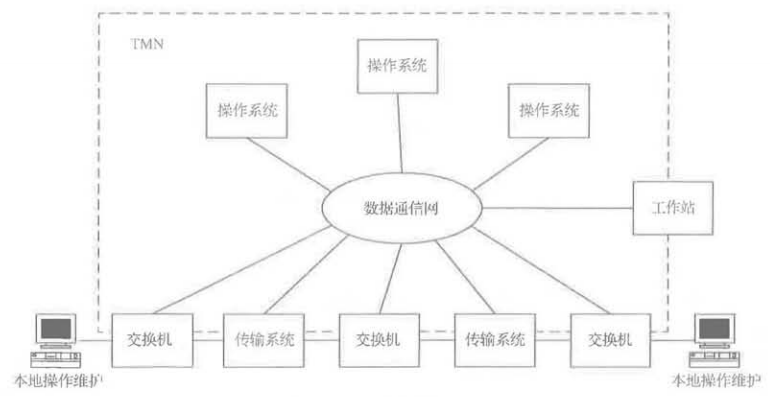 TMN
操作系统
操作系统
操作系统
数据通信网
工作站
交换机
传输系统
交换机
传输系统
交换机
本地操作维护
本地操作维护